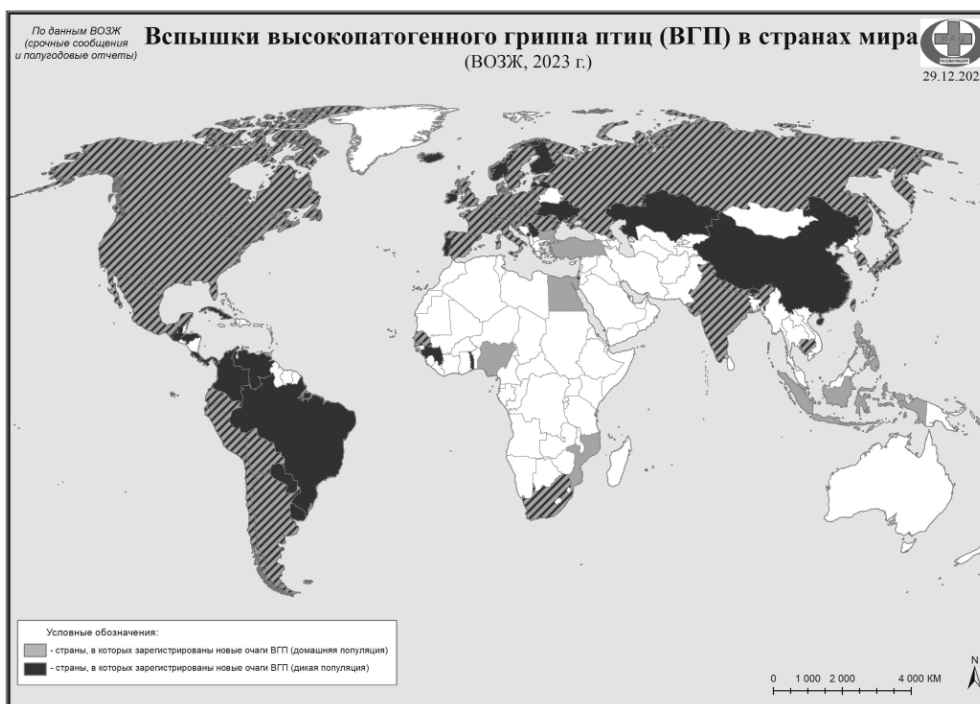 По данным ВОЗЖ
(срочные сообщения
и полугодовые отчеты)
Вспышки высокопатогенного гриппа птиц (ВГП) в странах мира
(ВОЗЖ, 2023 г.)
29.12.202
Условные обозначения:
- страны, в которых зарегистрированы новые очаги ВГП (домашняя популяция)
- страны, в которых зарегистрированы новые очаги ВГП (дикая популяция)
N
0 1 000 2 000 4 000 КМ